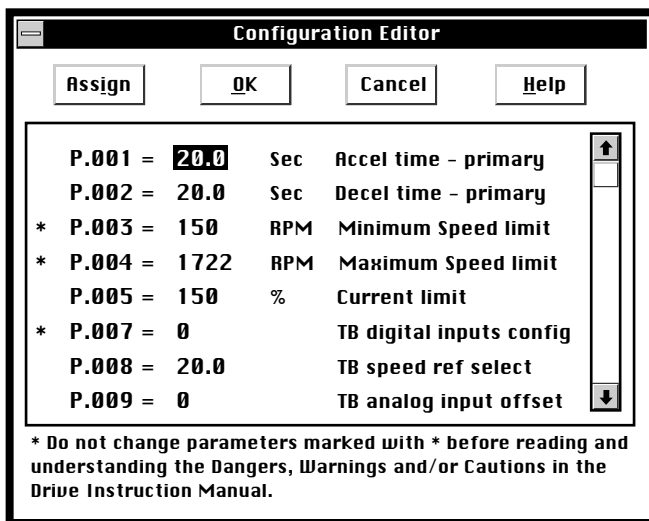 Configuration Editor
Assign OK Cancel Help
P.001 = 20.0 Sec Accel time - primary
P.002 = 20.0 Sec Decel time - primary
* P.003 = 150 RPM Minimum Speed limit
* P.004 = 1722 RPM Maximum Speed limit
P.005 = 150 % Current limit
* P.007 = 0 TB digital inputs config
P.008 = 20.0 TB speed ref select
P.009 = 0 TB analog input offset
* Do not change parameters marked with * before reading and
understanding the Dangers, Warnings and/or Cautions in the
Drive Instruction Manual.